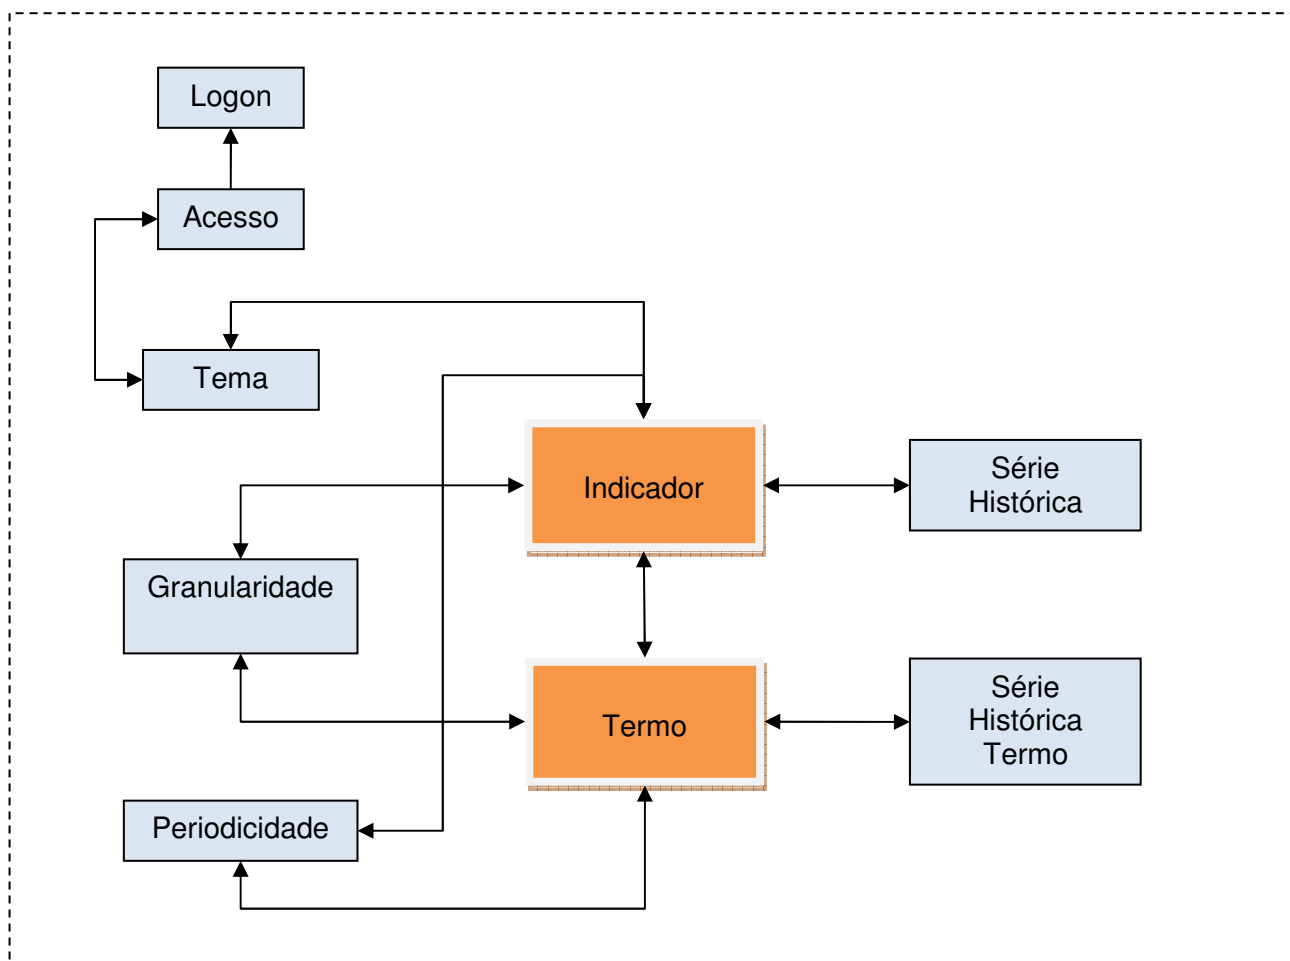 Logon
Acesso
Tema
Indicador
Série
Histórica
Granularidade
Termo
Série
Histórica
Termo
Periodicidade